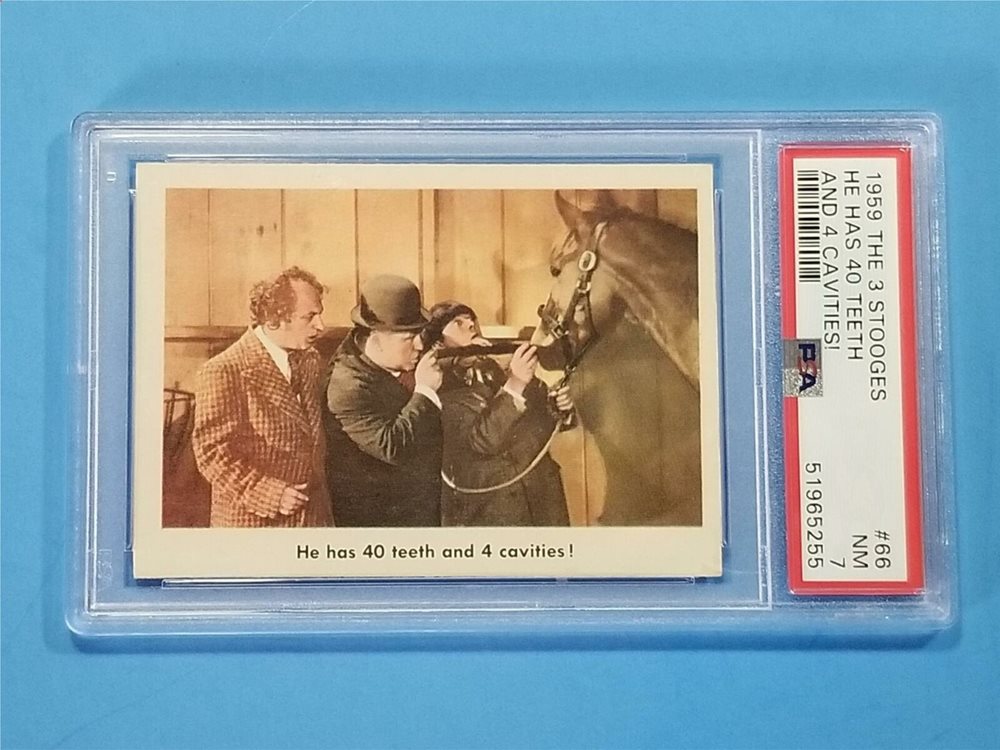 He has 40 teeth and 4 cavities!
1959 THE 3 STOOGES
HE HAS 40 TEETH
AND 4 CAVITIES!
PSA
#66
NM
7
51965255